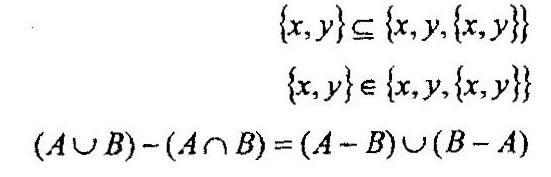 {x, y} ⊆ {x, y, {x, y}}
{x, y} ∈ {x, y, {x, y}}
(A ∪ B) − (A ∩ B) = (A − B) ∪ (B − A)